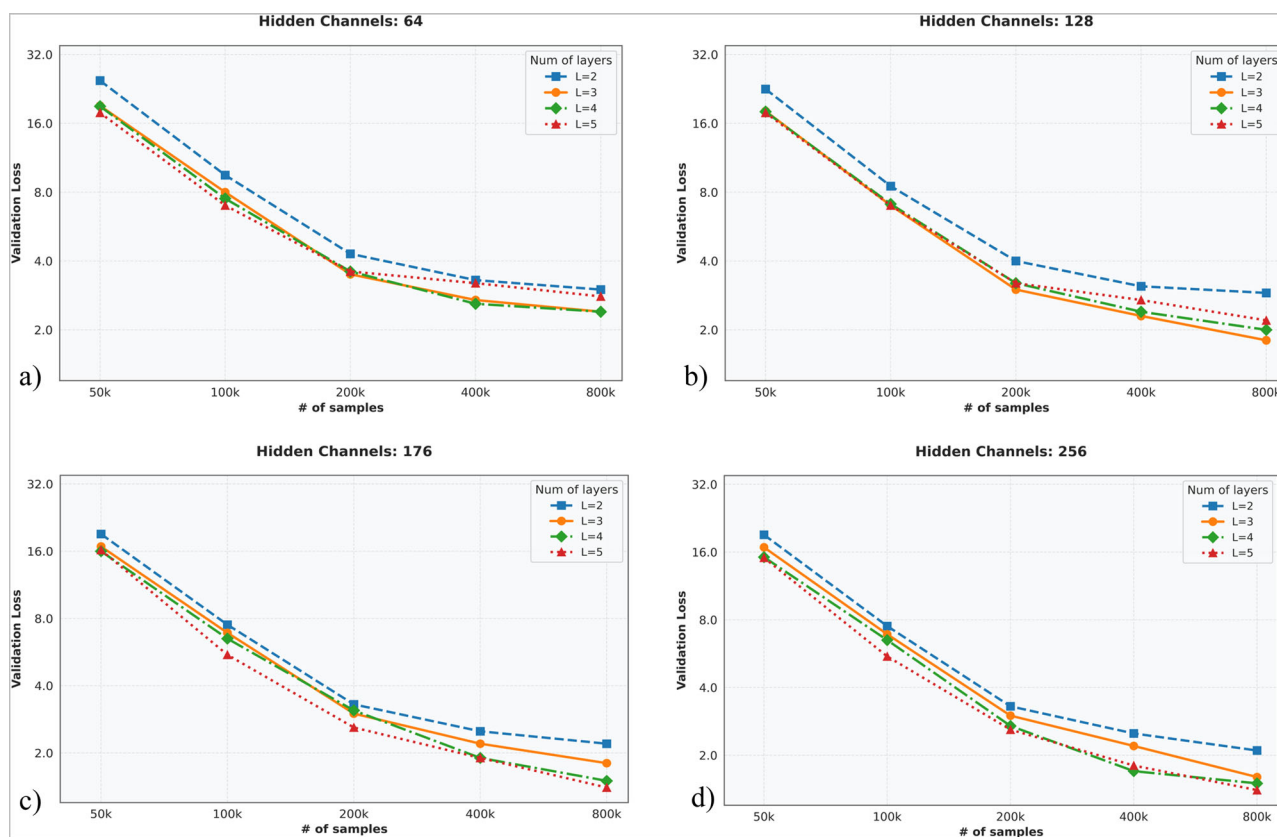 Hidden Channels: 64
32.0
16.0
8.0
4.0
2.0
Validation Loss
Num of layers
L=2
L=3
L=4
L=5
50k
100k
200k
400k
800k
# of samples
a)
Hidden Channels: 128
32.0
16.0
8.0
4.0
2.0
Validation Loss
Num of layers
L=2
L=3
L=4
L=5
50k
100k
200k
400k
800k
# of samples
b)
Hidden Channels: 176
32.0
16.0
8.0
4.0
2.0
Validation Loss
Num of layers
L=2
L=3
L=4
L=5
50k
100k
200k
400k
800k
# of samples
c)
Hidden Channels: 256
32.0
16.0
8.0
4.0
2.0
Validation Loss
Num of layers
L=2
L=3
L=4
L=5
50k
100k
200k
400k
800k
# of samples
d)